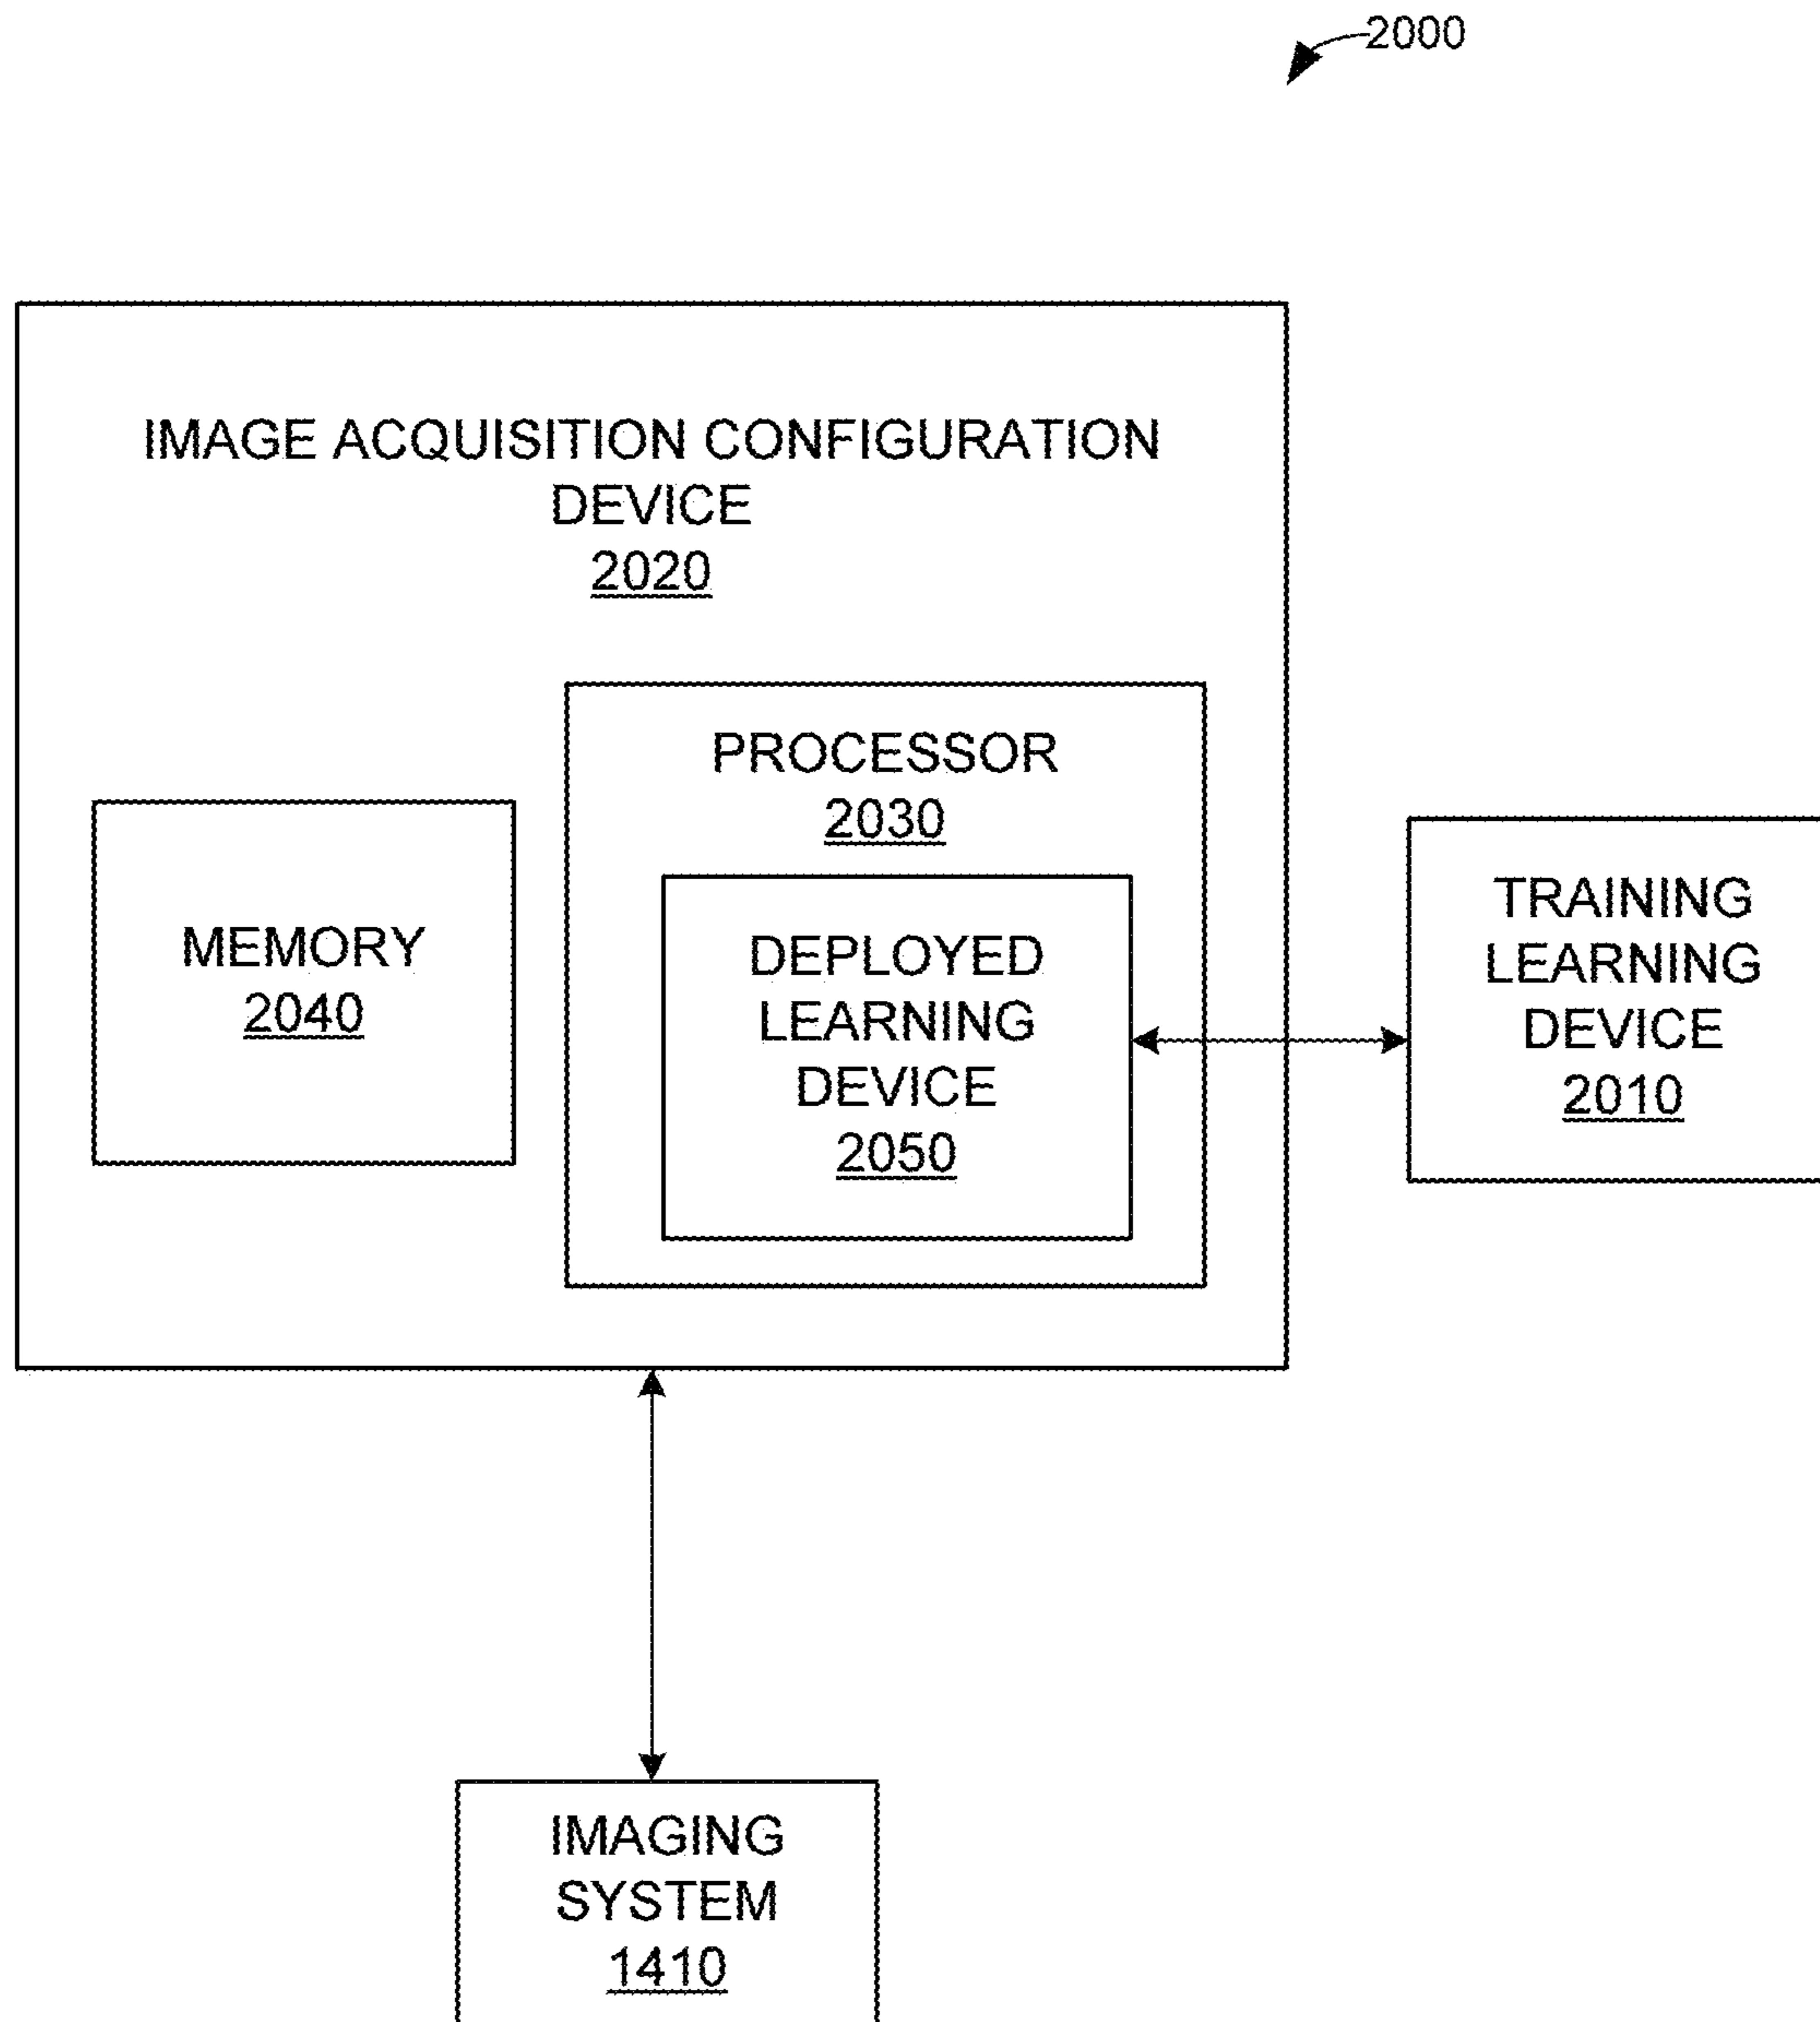 2000
IMAGE ACQUISITION CONFIGURATION
DEVICE
2020
PROCESSOR
2030
MEMORY
2040
DEPLOYED
LEARNING
DEVICE
2050
TRAINING
LEARNING
DEVICE
2010
IMAGING
SYSTEM
1410